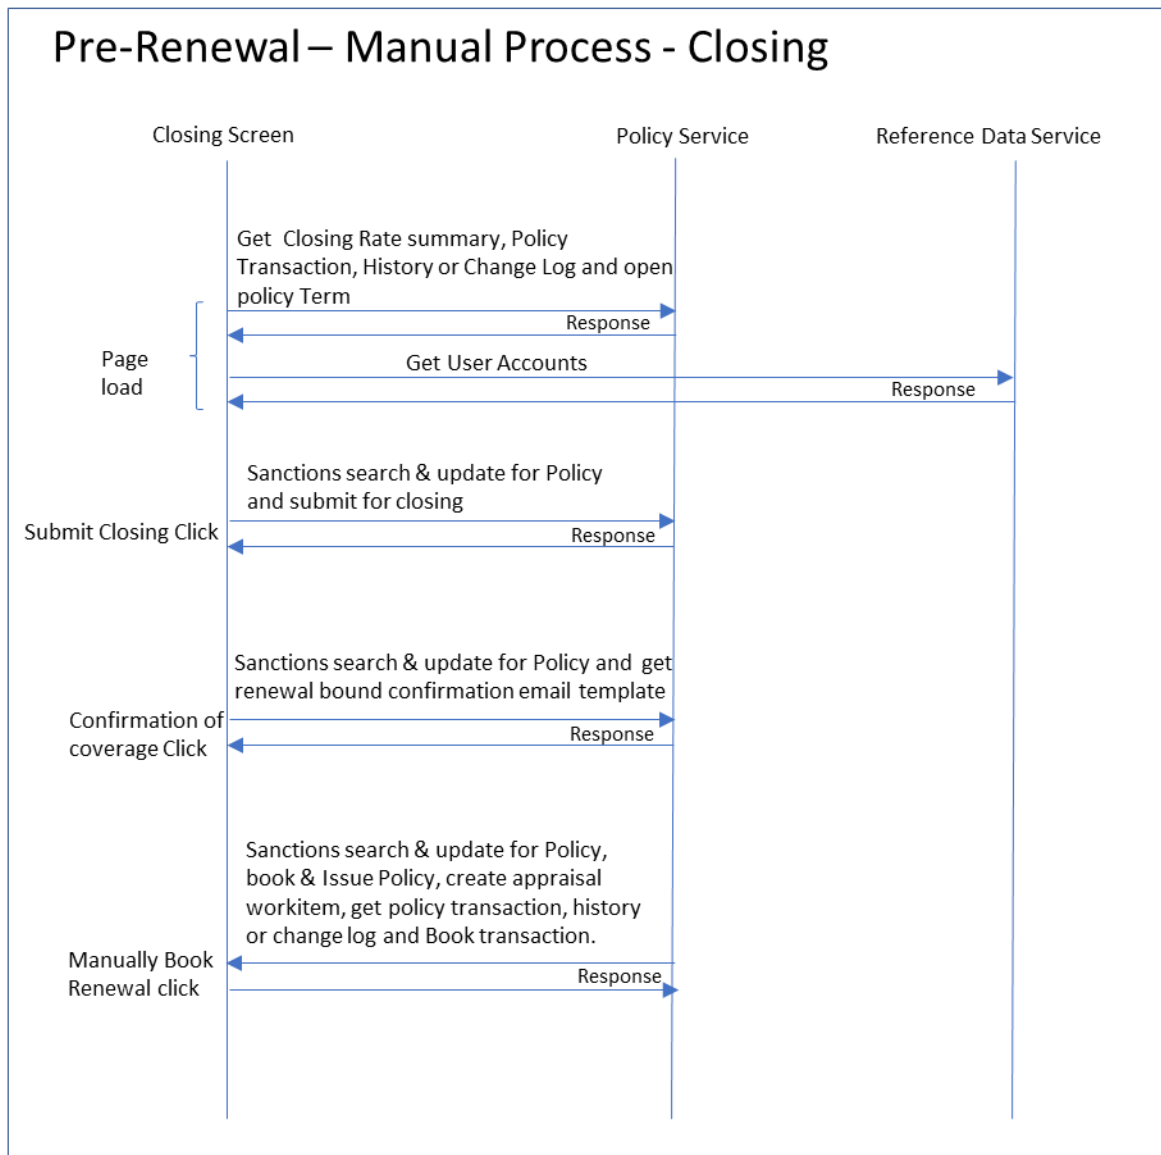 Pre-Renewal – Manual Process - Closing
Closing Screen
Policy Service
Reference Data Service
Get Closing Rate summary, Policy
Transaction, History or Change Log and open
policy Term
Response
Page
load
Get User Accounts
Response
Sanctions search & update for Policy
and submit for closing
Submit Closing Click
Response
Sanctions search & update for Policy and get
renewal bound confirmation email template
Confirmation of
coverage Click
Response
Sanctions search & update for Policy,
book & Issue Policy, create appraisal
workitem, get policy transaction, history
or change log and Book transaction.
Manually Book
Renewal click
Response